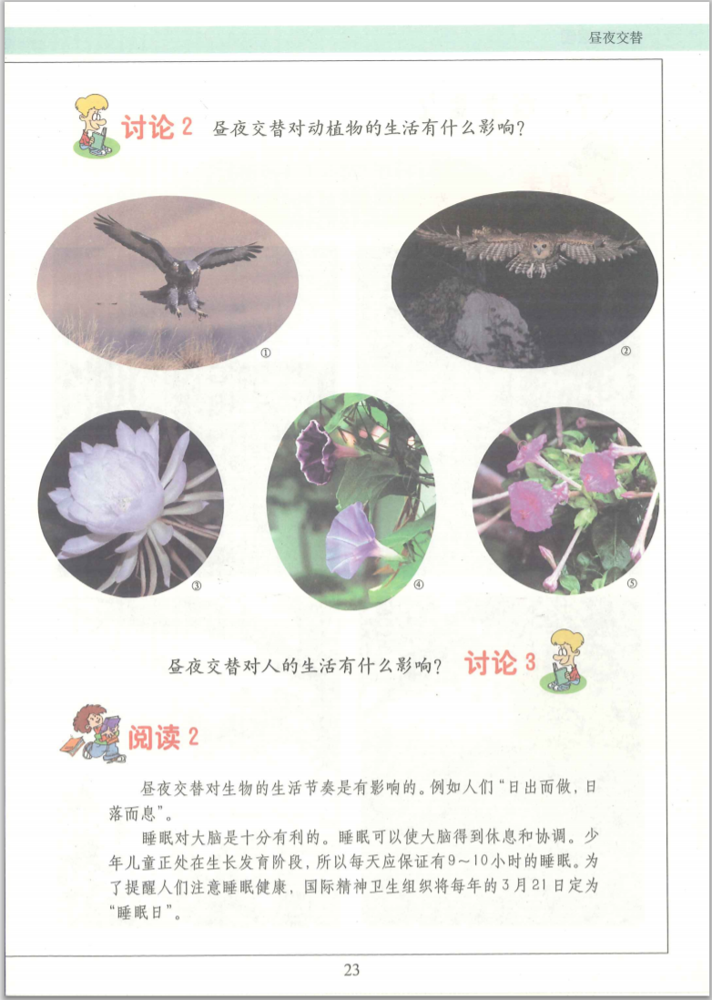 昼夜交替
讨论 2 昼夜交替对动植物的生活有什么影响?
①
②
③
④
⑤
昼夜交替对人的生活有什么影响? 讨论 3
阅读 2
昼夜交替对生物的生活节奏是有影响的。例如人们“日出而做,日
落而息”。
睡眠对大脑是十分有利的。睡眠可以使大脑得到休息和协调。少
年儿童正处在生长发育阶段,所以每天应保证有9～10小时的睡眠。为
了提醒人们注意睡眠健康,国际精神卫生组织将每年的3月21日定为
“睡眠日”。
23